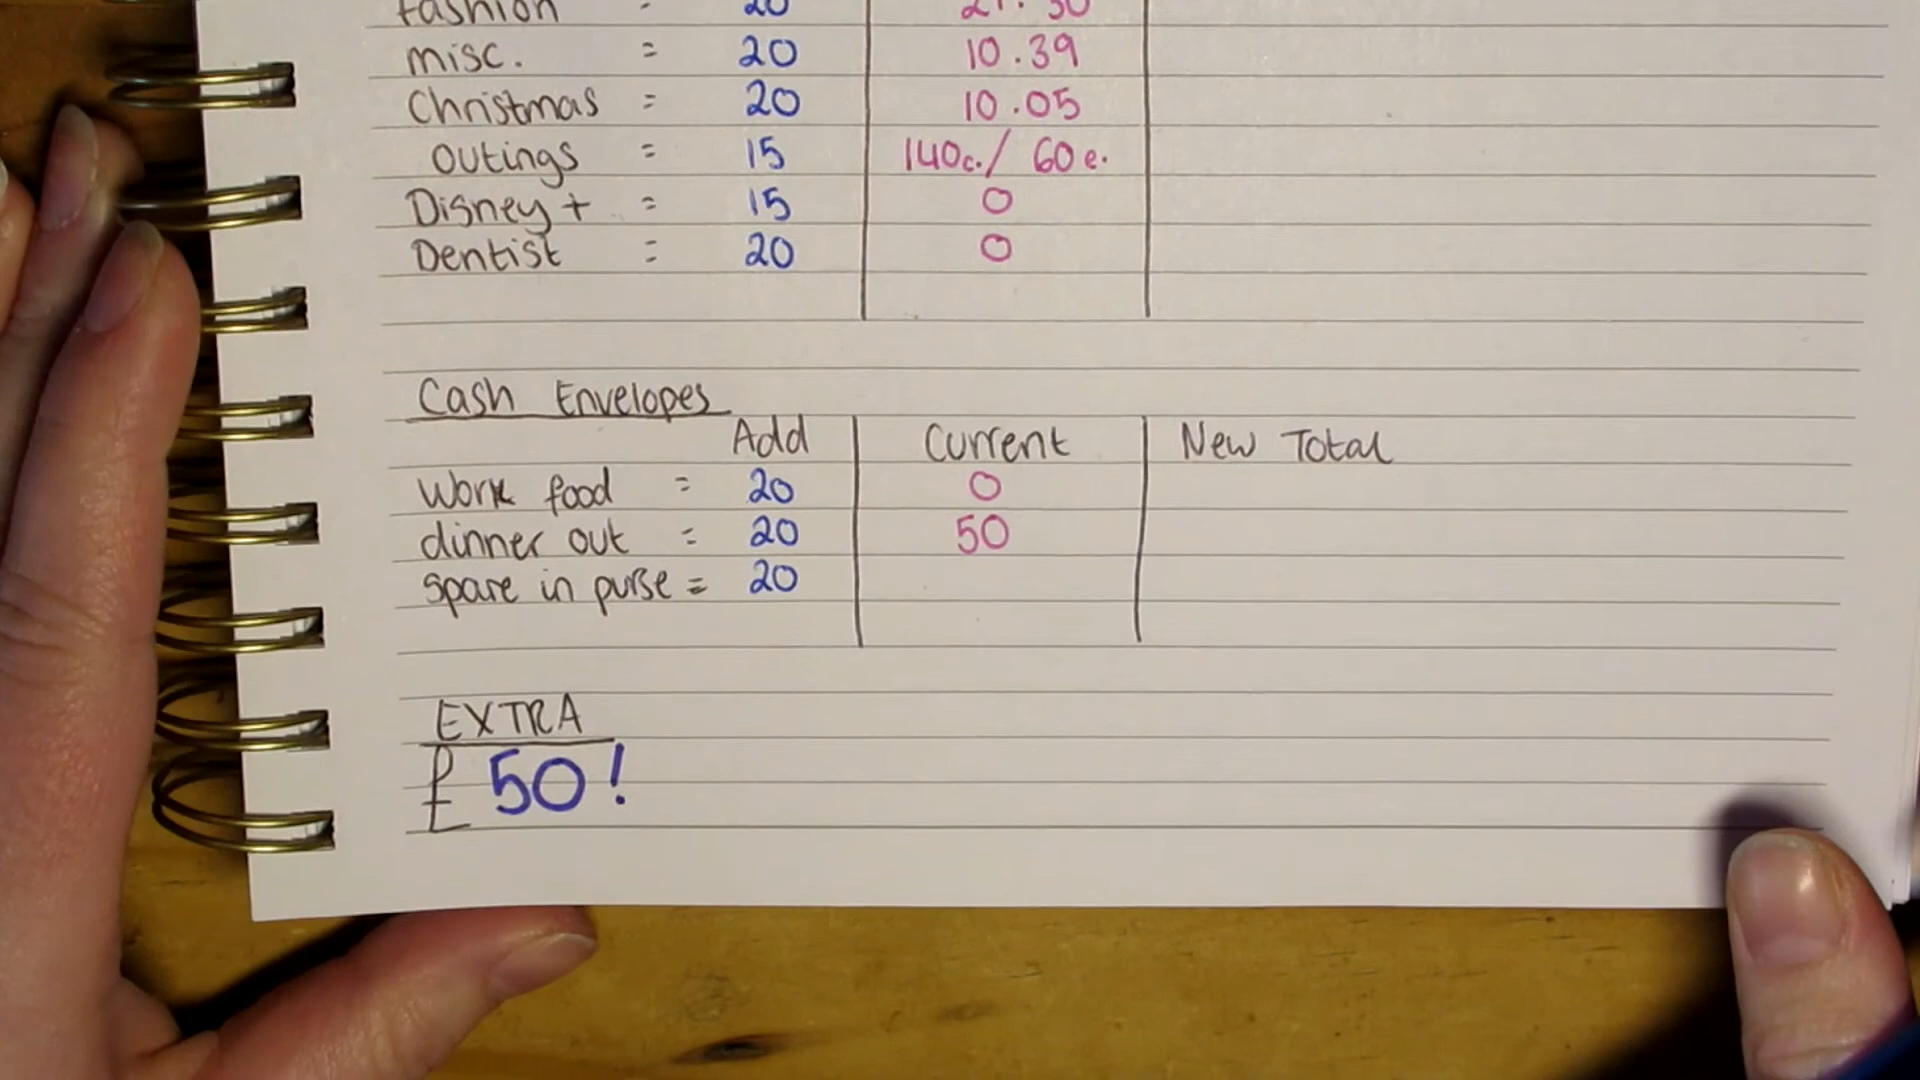 fashion = 20
misc. = 20 10.39
Christmas = 20 10.05
Outings = 15 140c./ 60e.
Disney + = 15 0
Dentist = 20 0
Cash Envelopes
Add Current New Total
Work food = 20 0
dinner out = 20 50
Spare in purse = 20
EXTRA
£50!